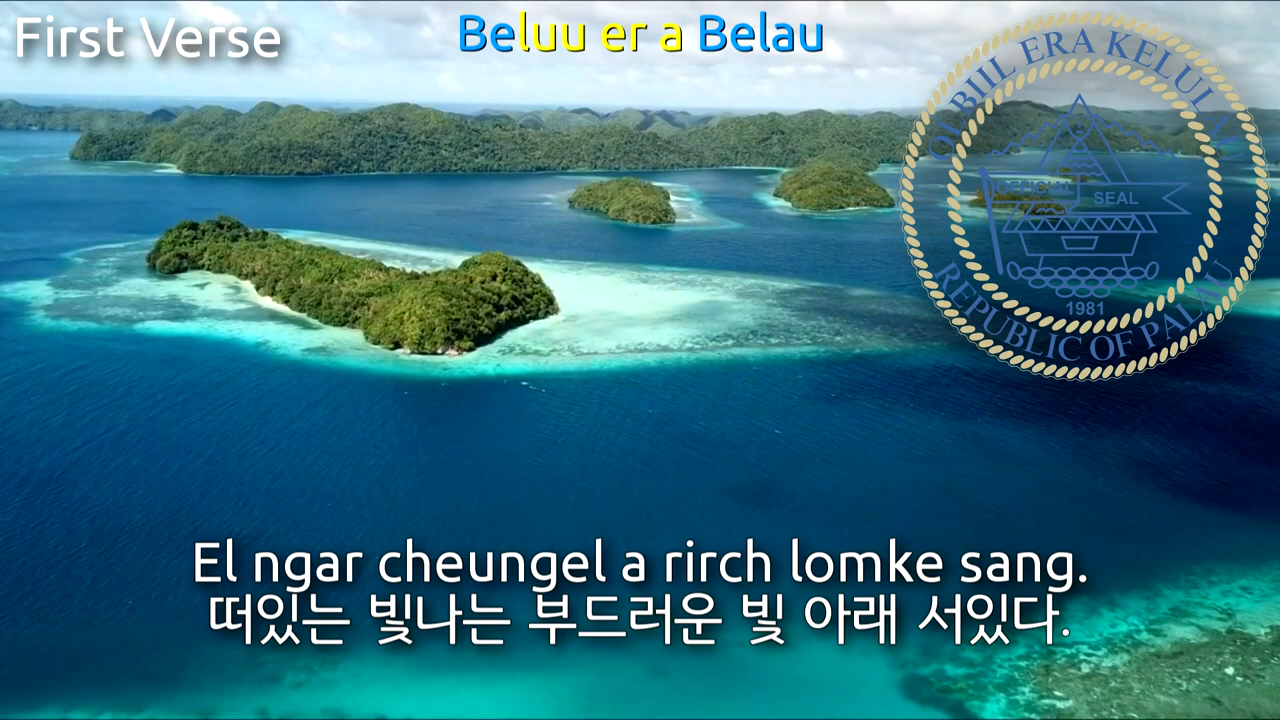 First Verse
Beluu er a Belau
OLBIIL ERA KELULAU
OFFICIAL SEAL
1981
REPUBLIC OF PALAU
El ngar cheungel a rirch lomke sang.
떠있는 빛나는 부드러운 빛 아래 서있다.